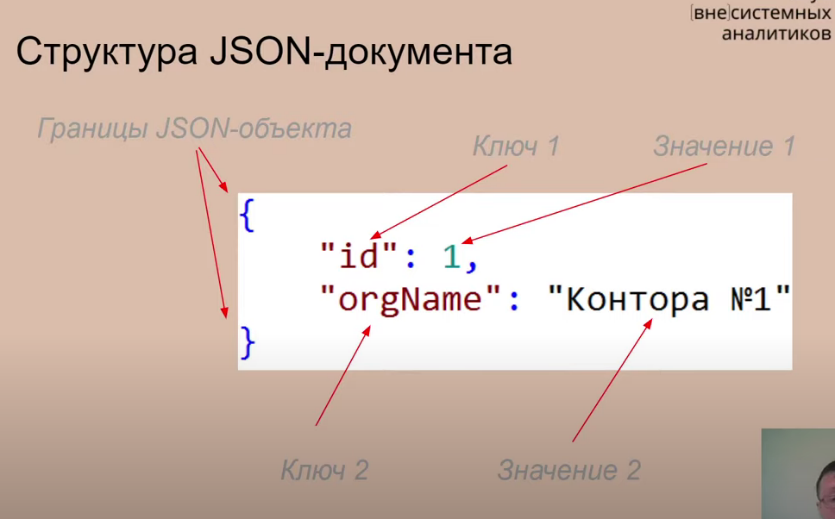 [вне]системных
аналитиков
Структура JSON-документа
Границы JSON-объекта
Ключ 1
Значение 1
{
"id": 1,
"orgName": "Контора №1"
}
Ключ 2
Значение 2